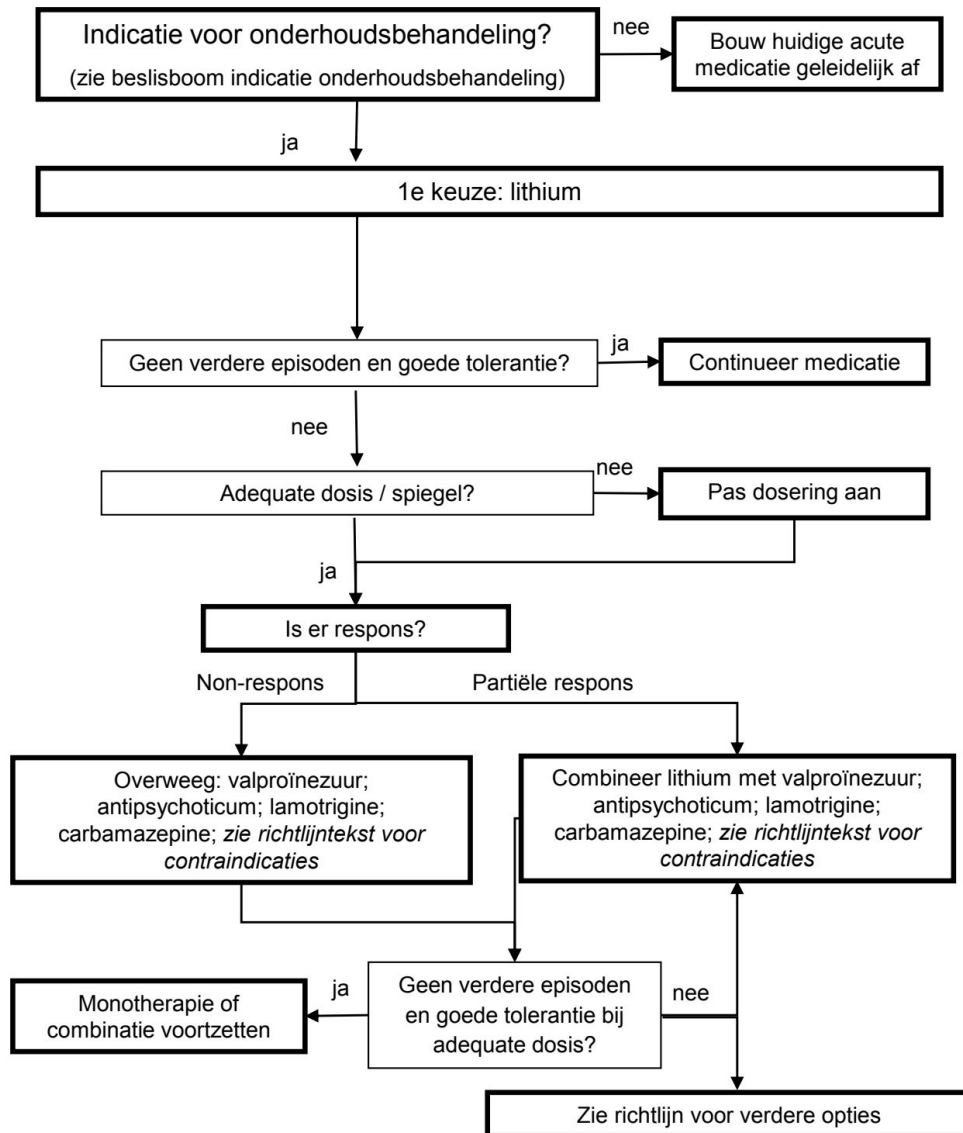 Indicatie voor onderhoudsbehandeling?
(zie beslisboom indicatie onderhoudsbehandeling)
nee
Bouw huidige acute
medicatie geleidelijk af
ja
1e keuze: lithium
Geen verdere episoden en goede tolerantie?
ja
Continueer medicatie
nee
Adequate dosis / spiegel?
nee
Pas dosering aan
ja
Is er respons?
Non-respons
Partiële respons
Overweeg: valproïnezuur;
antipsychoticum; lamotrigine;
carbamazepine; zie richtlijntekst voor
contraindicaties
Combineer lithium met valproïnezuur;
antipsychoticum; lamotrigine;
carbamazepine; zie richtlijntekst voor
contraindicaties
Monotherapie of
combinatie voortzetten
ja
Geen verdere episoden
en goede tolerantie bij
adequate dosis?
nee
Zie richtlijn voor verdere opties